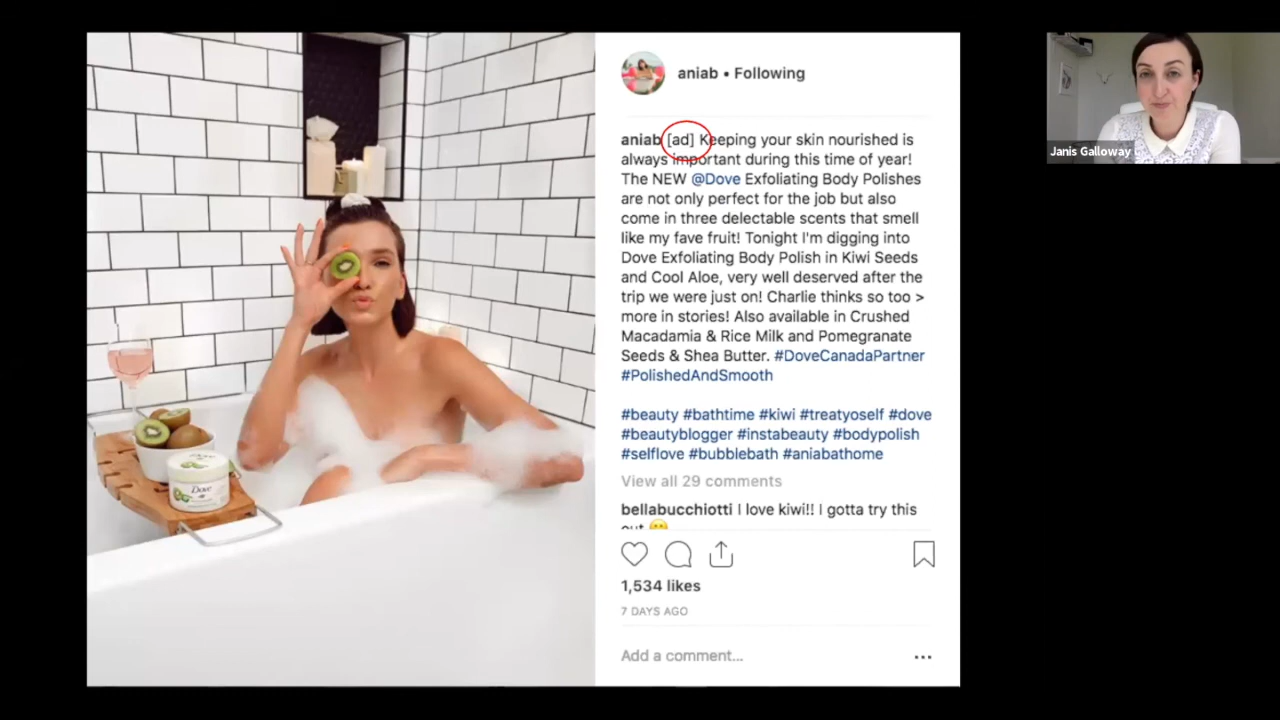 aniab • Following
aniab [ad] Keeping your skin nourished is
always important during this time of year!
The NEW @Dove Exfoliating Body Polishes
are not only perfect for the job but also
come in three delectable scents that smell
like my fave fruit! Tonight I'm digging into
Dove Exfoliating Body Polish in Kiwi Seeds
and Cool Aloe, very well deserved after the
trip we were just on! Charlie thinks so too >
more in stories! Also available in Crushed
Macadamia & Rice Milk and Pomegranate
Seeds & Shea Butter. #DoveCanadaPartner
#PolishedAndSmooth
#beauty #bathtime #kiwi #treatyoself #dove
#beautyblogger #instabeauty #bodypolish
#selflove #bubblebath #aniabathome
View all 29 comments
bellabucchiotti I love kiwi!! I gotta try this
out
1,534 likes
7 DAYS AGO
Add a comment...
Dove
Janis Galloway